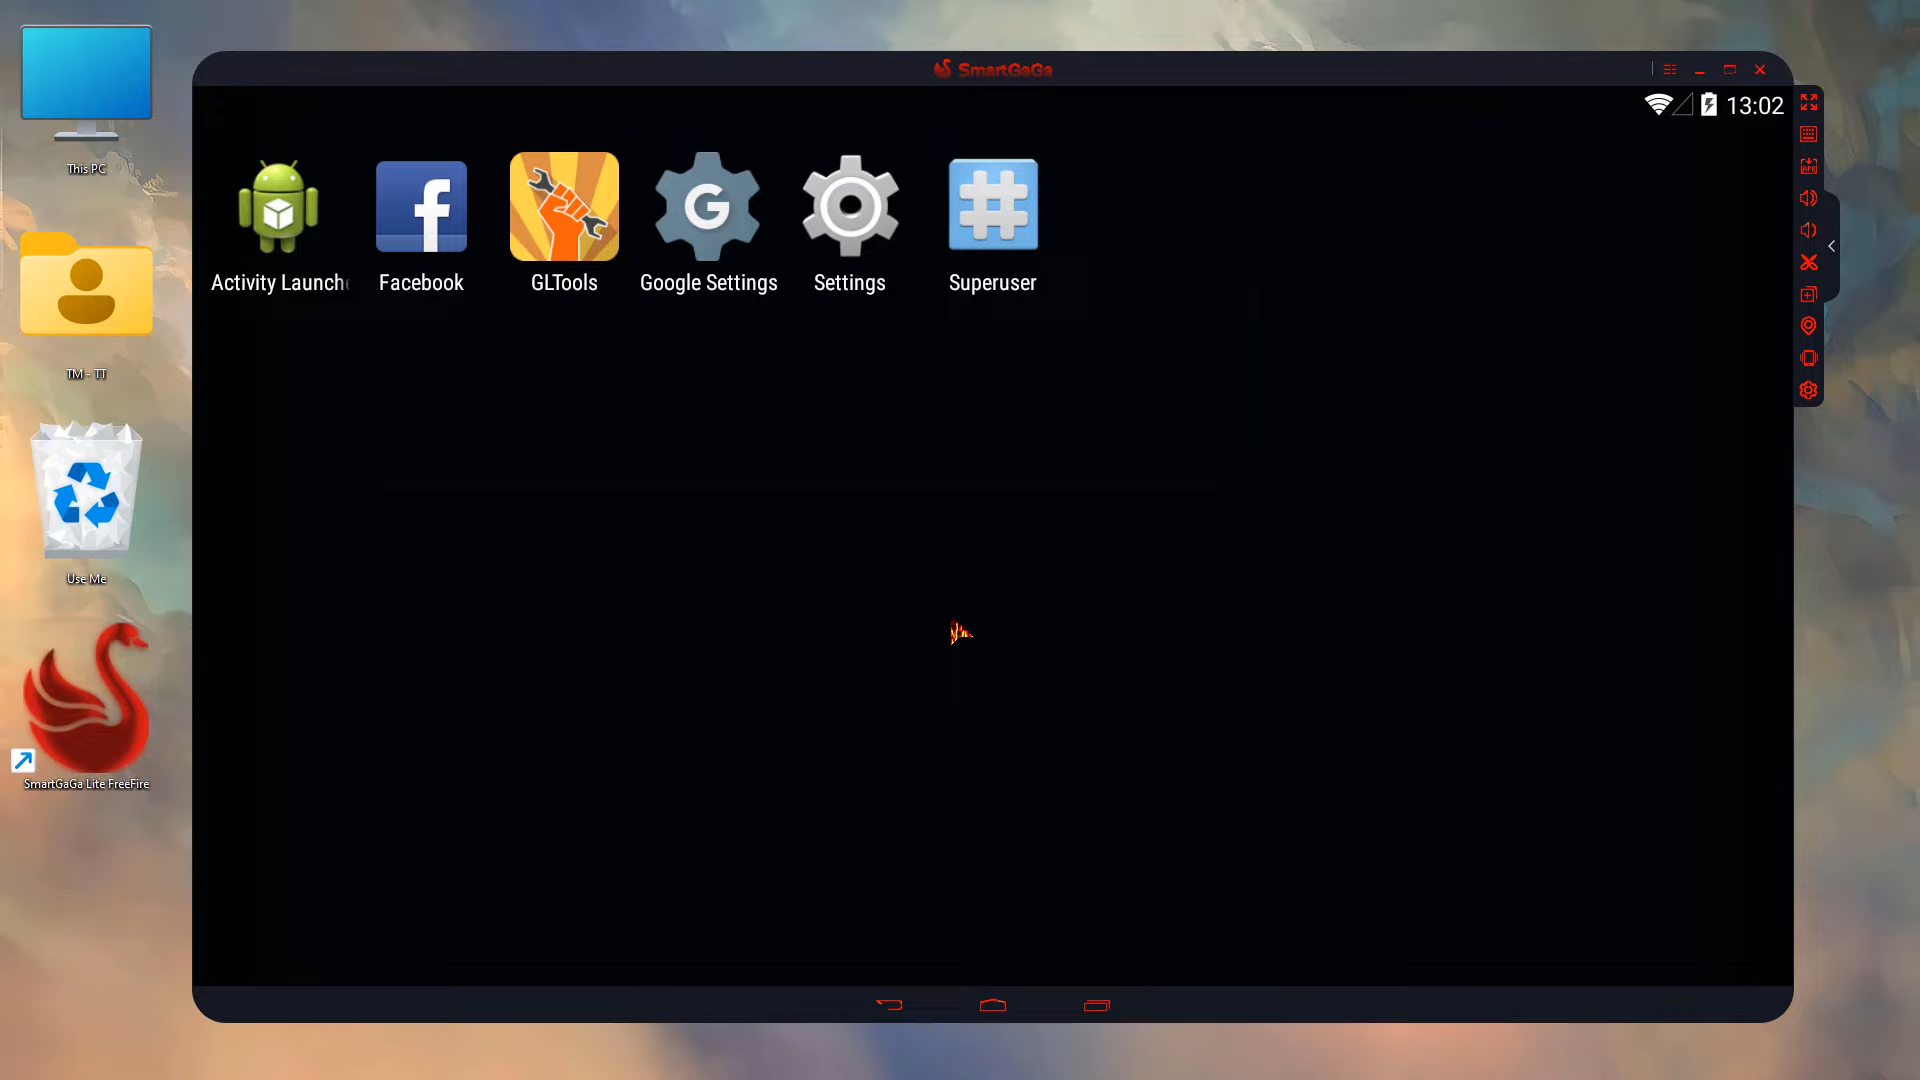 SmartGaGa
13:02
This PC
Activity Launche
Facebook
GLTools
Google Settings
Settings
Superuser
TM - TT
Use Me
SmartGaGa Lite FreeFire